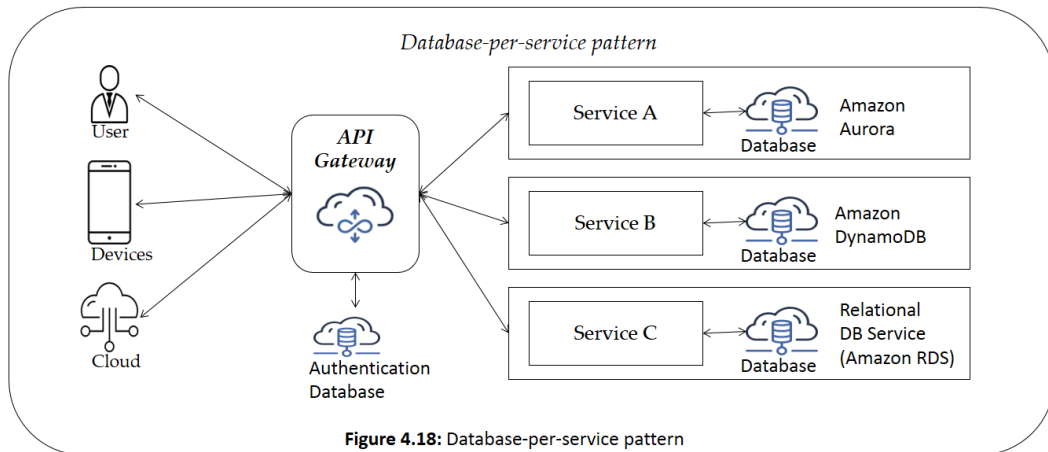 Database-per-service pattern
User
Devices
Cloud
API
Gateway
Authentication
Database
Service A
Database
Amazon
Aurora
Service B
Database
Amazon
DynamoDB
Service C
Database
Relational
DB Service
(Amazon RDS)
Figure 4.18: Database-per-service pattern